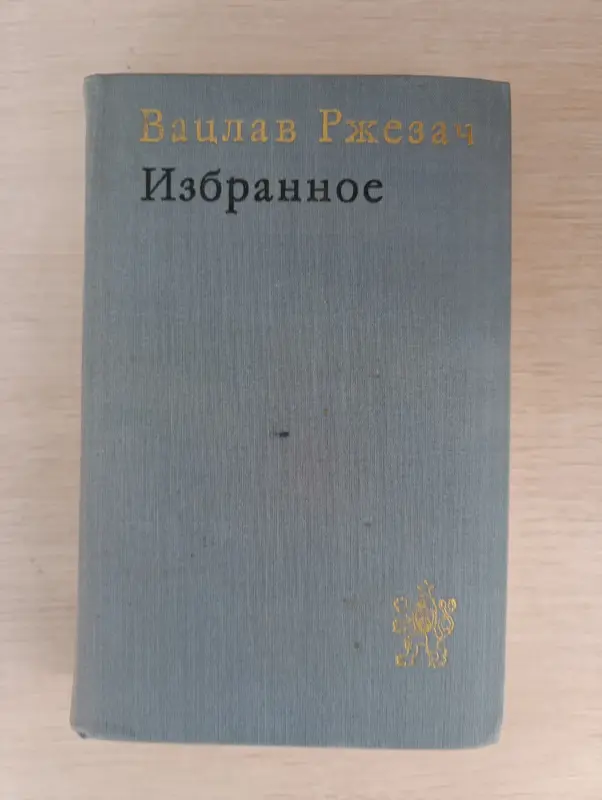 Вацлав Ржезач
Избранное